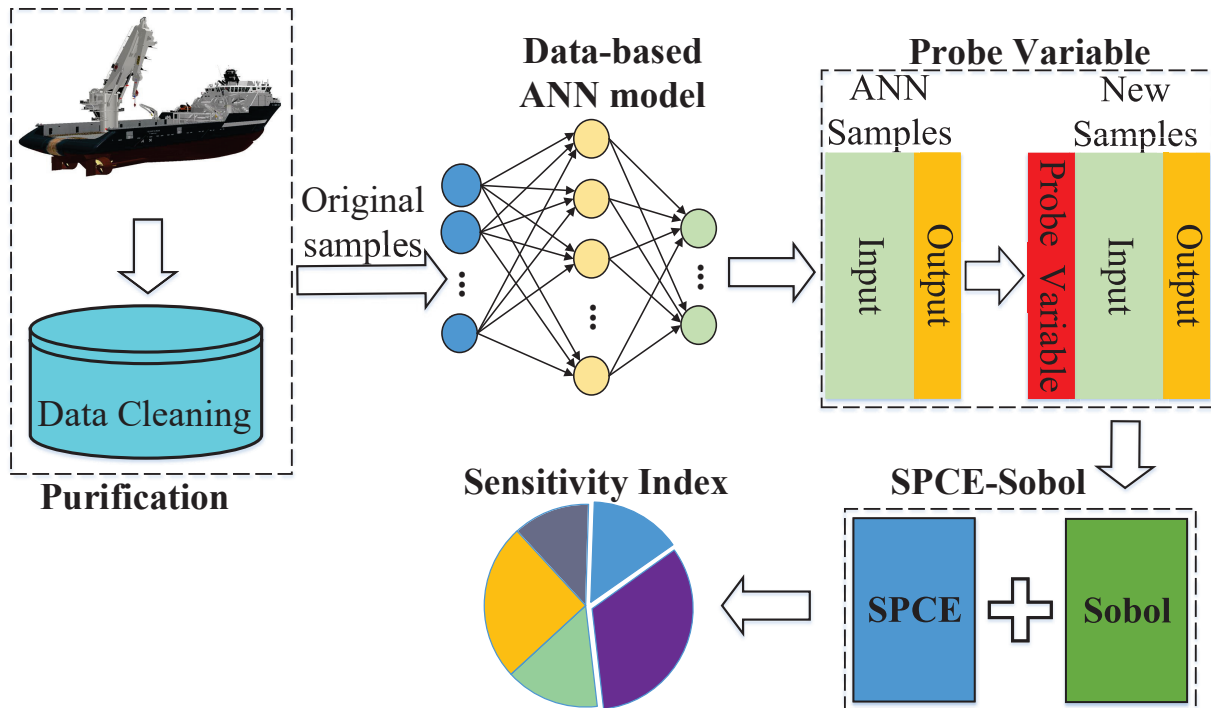 Data Cleaning
Purification
Original
samples
Data-based
ANN model
Probe Variable
ANN
Samples
Input
Output
New
Samples
Probe Variable
Input
Output
SPCE-Sobol
SPCE
Sobol
Sensitivity Index